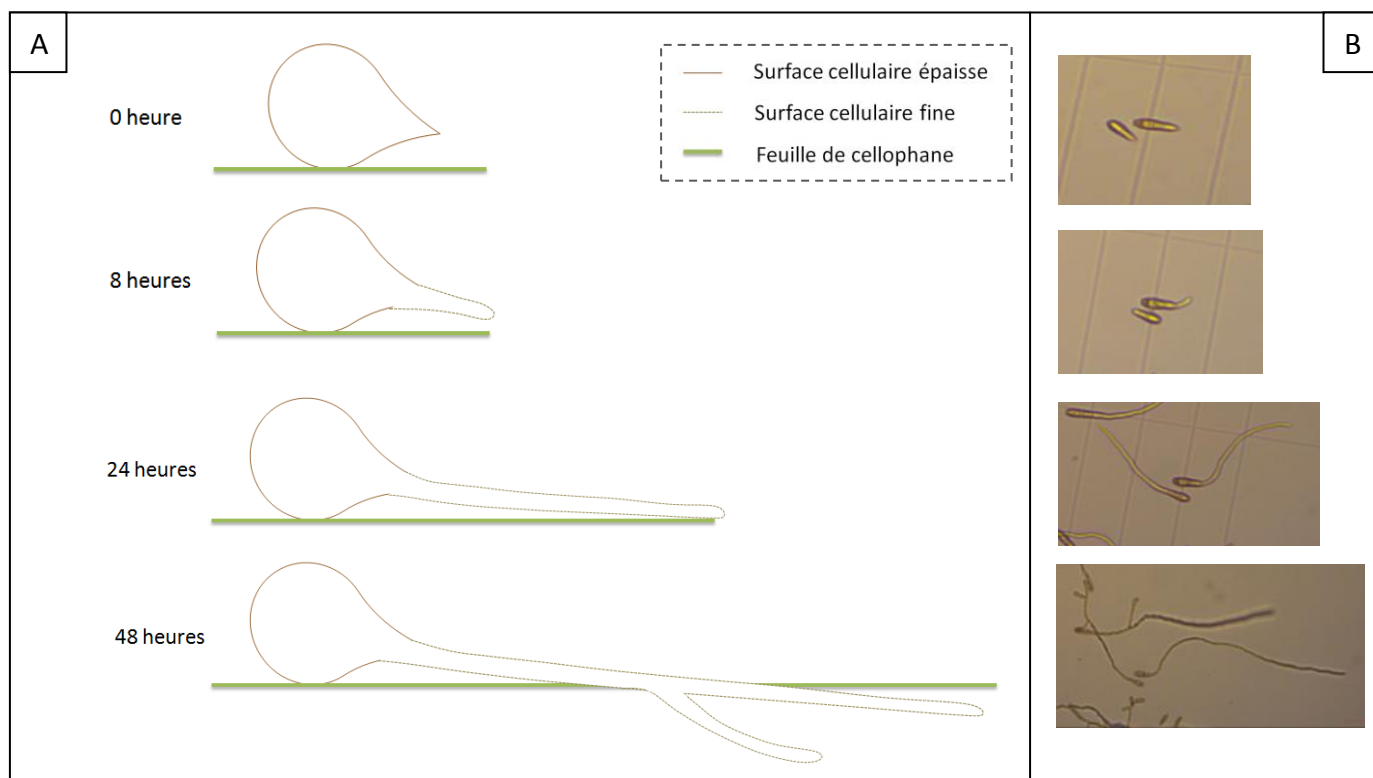 A
B
Surface cellulaire épaisse
Surface cellulaire fine
Feuille de cellophane
0 heure
8 heures
24 heures
48 heures